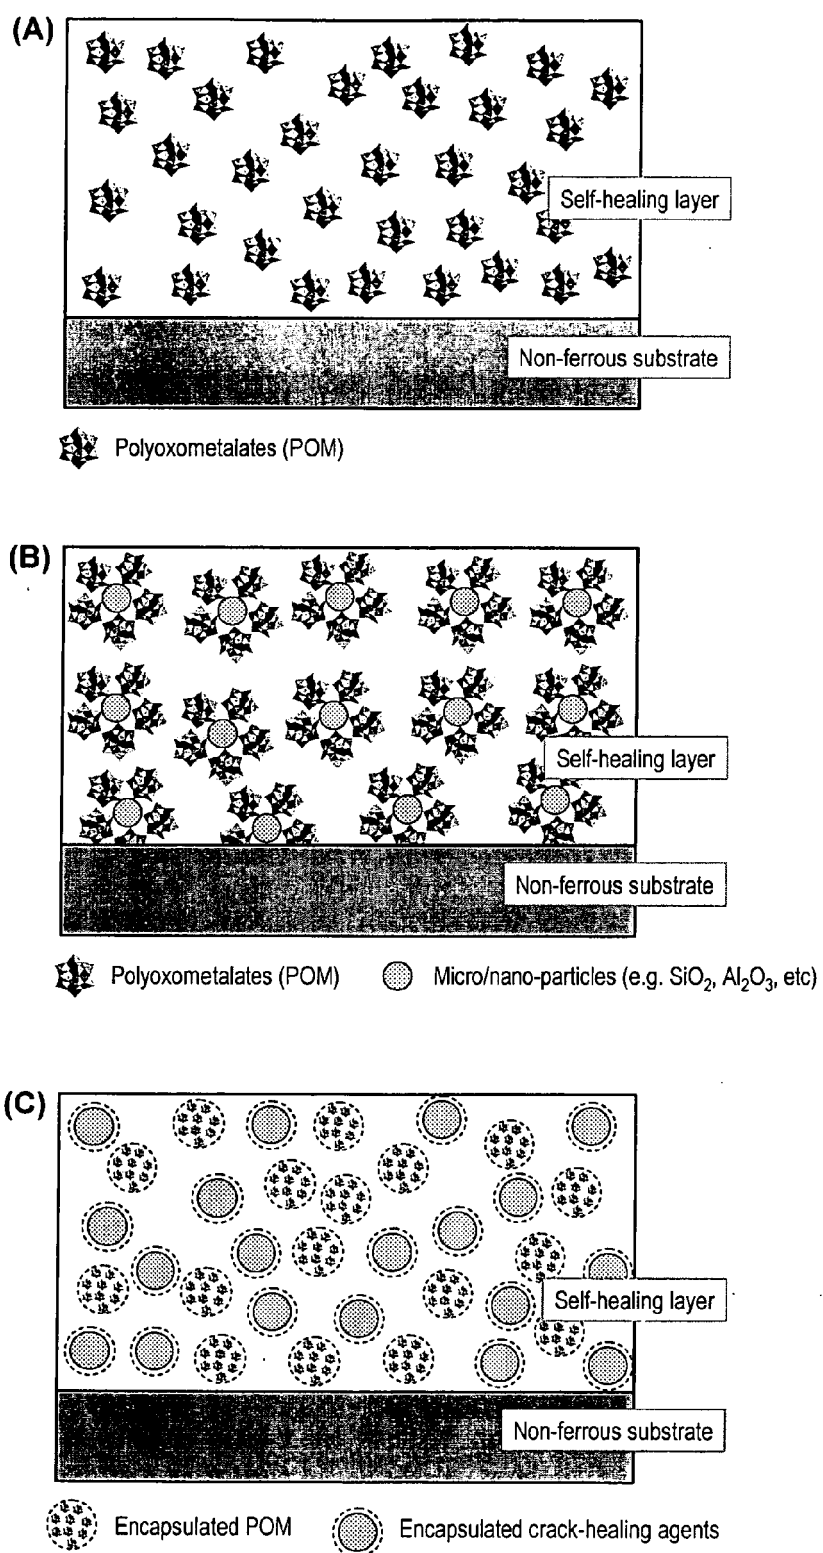 (A)
Self-healing layer
Non-ferrous substrate
Polyoxometalates (POM)
(B)
Self-healing layer
Non-ferrous substrate
Polyoxometalates (POM) Micro/nano-particles (e.g. SiO₂, Al₂O₃, etc)
(C)
Self-healing layer
Non-ferrous substrate
Encapsulated POM Encapsulated crack-healing agents